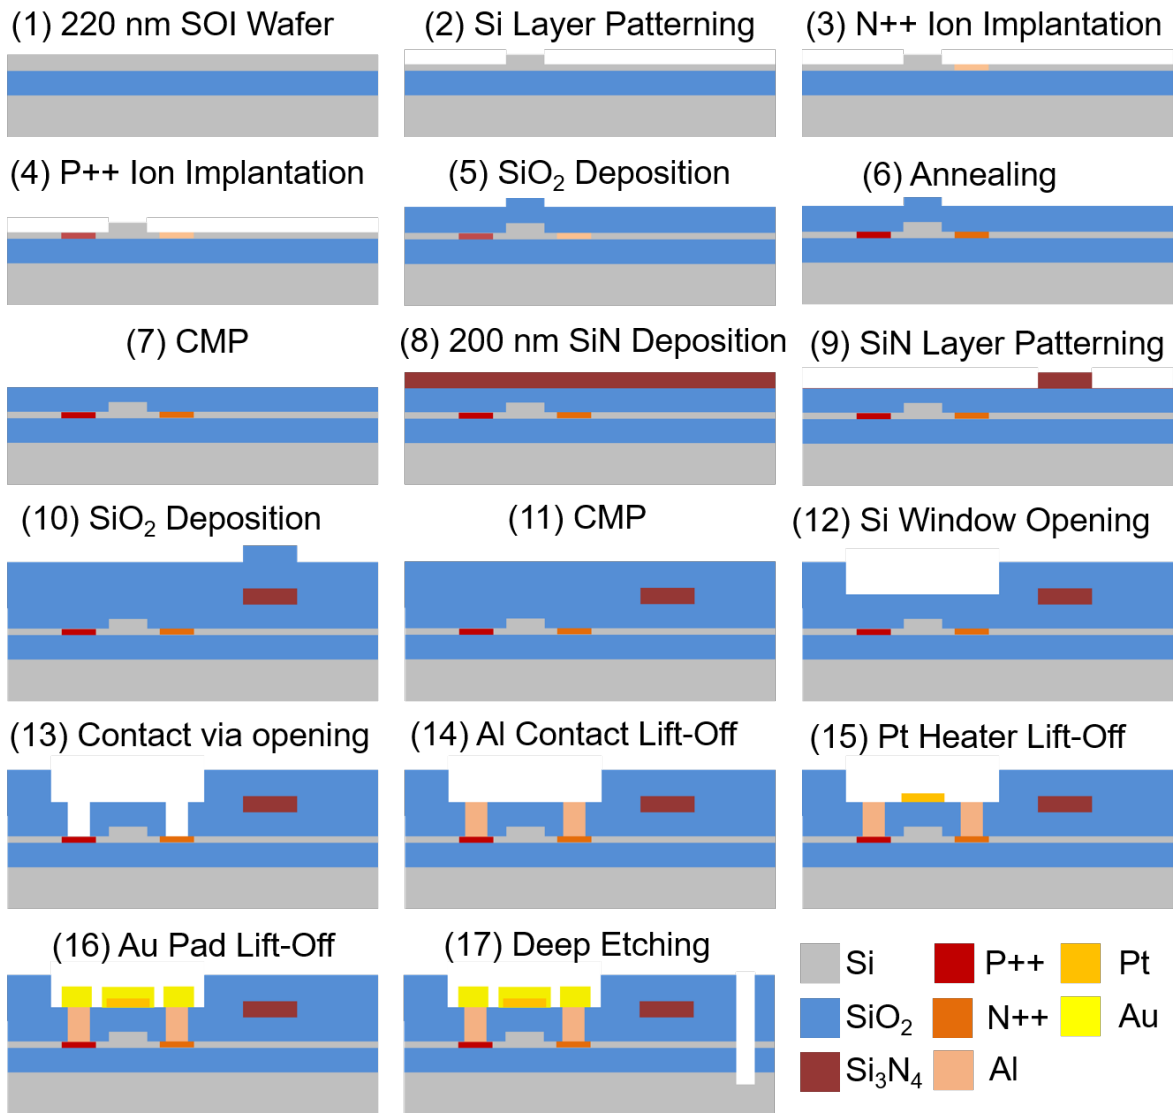 (1) 220 nm SOI Wafer
(2) Si Layer Patterning
(3) N++ Ion Implantation
(4) P++ Ion Implantation
(5) SiO₂ Deposition
(6) Annealing
(7) CMP
(8) 200 nm SiN Deposition
(9) SiN Layer Patterning
(10) SiO₂ Deposition
(11) CMP
(12) Si Window Opening
(13) Contact via opening
(14) Al Contact Lift-Off
(15) Pt Heater Lift-Off
(16) Au Pad Lift-Off
(17) Deep Etching
Si
P++
Pt
SiO₂
N++
Au
Si₃N₄
Al